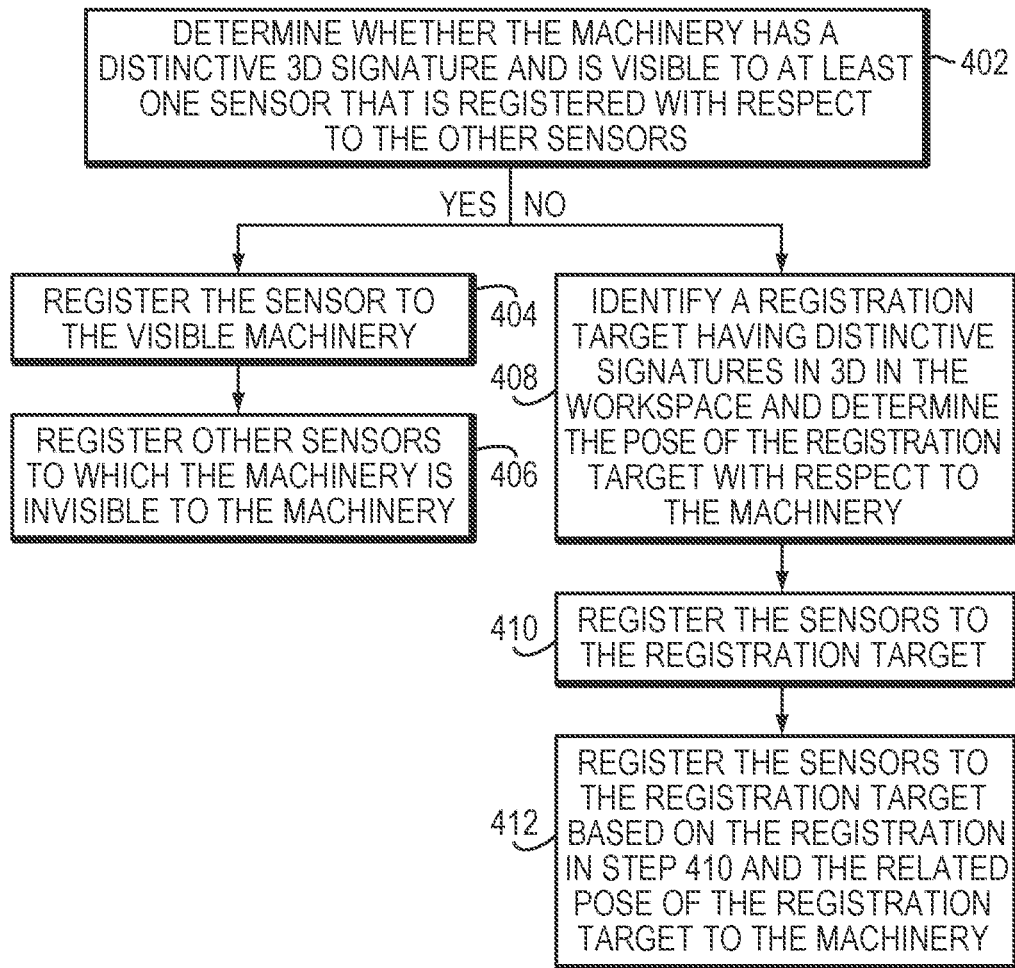 DETERMINE WHETHER THE MACHINERY HAS A
DISTINCTIVE 3D SIGNATURE AND IS VISIBLE TO AT LEAST
ONE SENSOR THAT IS REGISTERED WITH RESPECT
TO THE OTHER SENSORS
402
YES NO
REGISTER THE SENSOR TO
THE VISIBLE MACHINERY
404
REGISTER OTHER SENSORS
TO WHICH THE MACHINERY IS
INVISIBLE TO THE MACHINERY
406
408
IDENTIFY A REGISTRATION
TARGET HAVING DISTINCTIVE
SIGNATURES IN 3D IN THE
WORKSPACE AND DETERMINE
THE POSE OF THE REGISTRATION
TARGET WITH RESPECT TO
THE MACHINERY
410
REGISTER THE SENSORS TO
THE REGISTRATION TARGET
412
REGISTER THE SENSORS TO
THE REGISTRATION TARGET
BASED ON THE REGISTRATION
IN STEP 410 AND THE RELATED
POSE OF THE REGISTRATION
TARGET TO THE MACHINERY